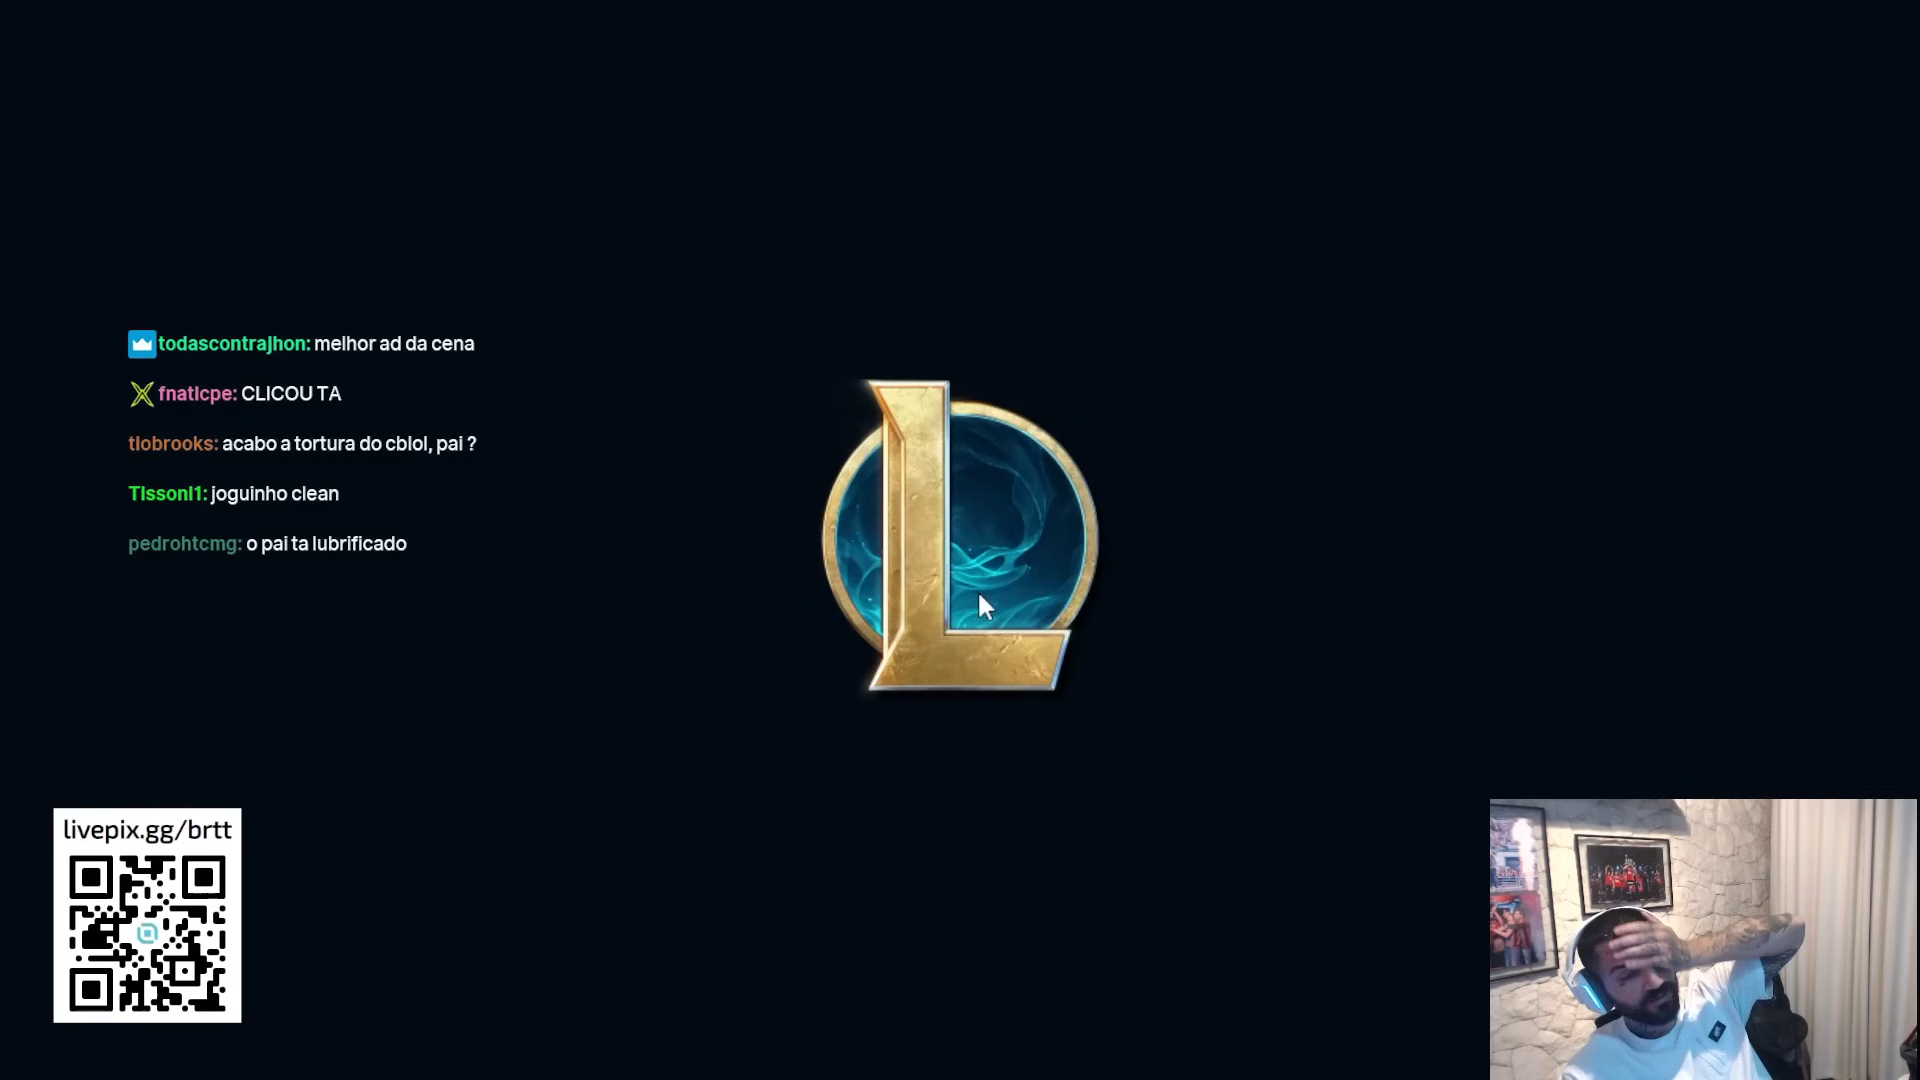 todascontrajhon: melhor ad da cena
fnaticpe: CLICOU TA
tiobrooks: acabo a tortura do cblol, pai ?
Tissoni1: joguinho clean
pedrohtcmg: o pai ta lubrificado
livepix.gg/brtt